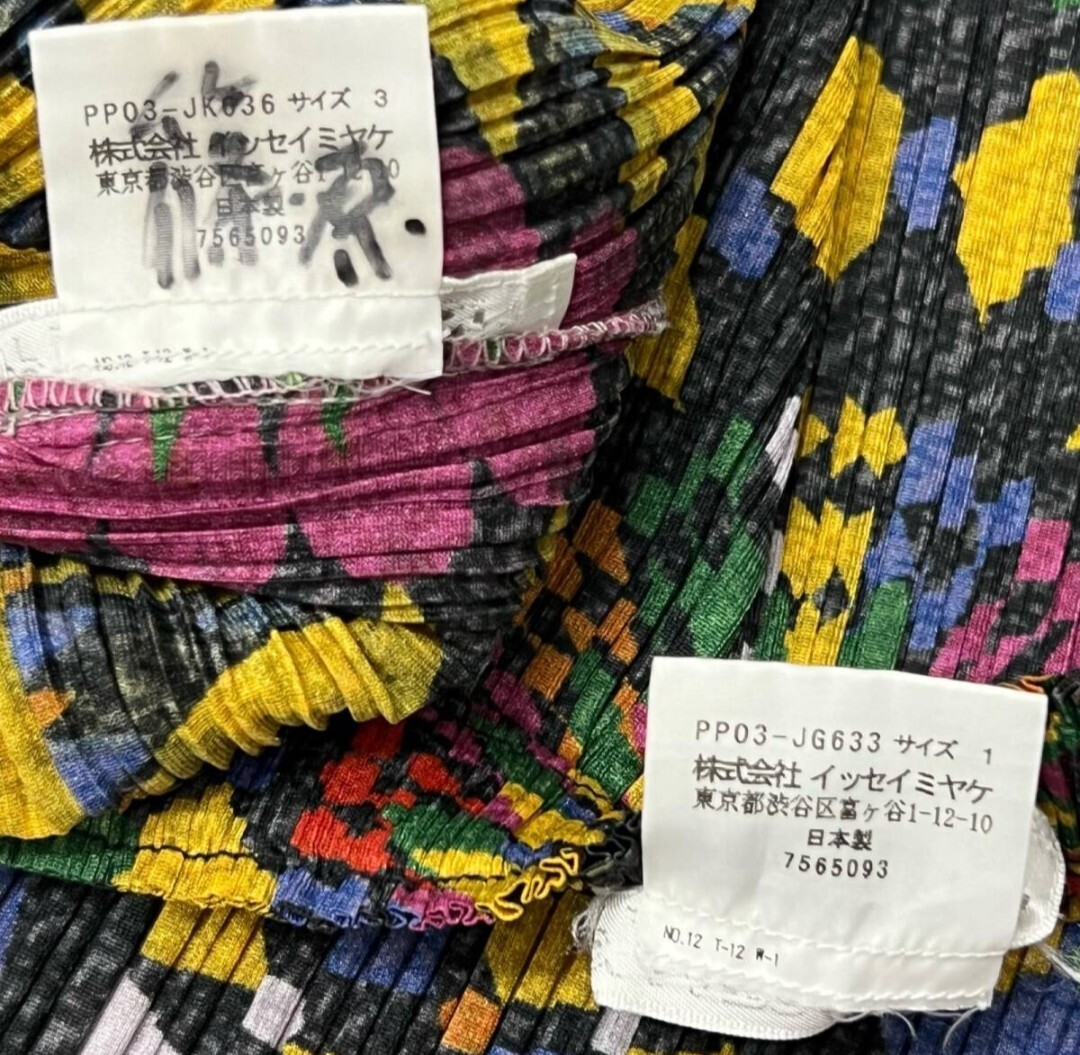 PP03-JK636 サイズ 3
株式会社 イッセイミヤケ
東京都渋谷区富ヶ谷1-12-10
日本製
7565093
PP03-JG633 サイズ 1
株式会社 イッセイミヤケ
東京都渋谷区富ヶ谷1-12-10
日本製
7565093
NO.12 T-12 W-1